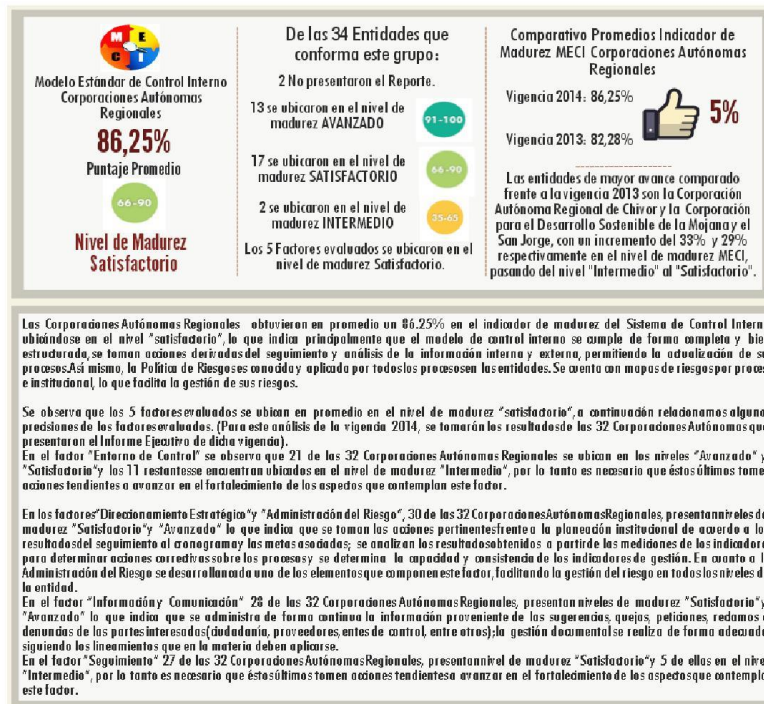 M E
C I
Modelo Estándar de Control Interno
Corporaciones Autónomas
Regionales
86,25%
Puntaje Promedio
66-90
Nivel de Madurez
Satisfactorio
De las 34 Entidades que
conforma este grupo:
2 No presentaron el Reporte.
13 se ubicaron en el nivel de
madurez AVANZADO
91-100
17 se ubicaron en el nivel de
madurez SATISFACTORIO
66-90
2 se ubicaron en el nivel de
madurez INTERMEDIO
35-65
Los 5 Factores evaluados se ubicaron en el
nivel de madurez Satisfactorio.
Comparativo Promedios Indicador de
Madurez MECI Corporaciones Autónomas
Regionales
Vigencia 2014: 86,25%
Vigencia 2013: 82,28%
5%
Las entidades de mayor avance comparado
frente a la vigencia 2013 son la Corporación
Autónoma Regional de Chivor y la Corporación
para el Desarrollo Sostenible de la Mojana y el
San Jorge, con un incremento del 33% y 29%
respectivamente en el nivel de madurez MECI,
pasando del nivel "Intermedio" al "Satisfactorio".
Las Corporaciones Autónomas Regionales obtuvieron en promedio un 86.25% en el indicador de madurez del Sistema de Control Intern
ubicándose en el nivel "satisfactorio", lo que indica principalmente que el modelo de control interno se cumple de forma completa y bie
estructurada, se toman acciones derivadas del seguimiento y análisis de la información interna y externa, permitiendo la actualización de su
procesos. Así mismo, la Política de Riesgos es conocida y aplicada por todos los procesos en las entidades. Se cuenta con mapas de riesgos por proces
e institucional, lo que facilita la gestión de sus riesgos.
Se observa que los 5 factores evaluados se ubican en promedio en el nivel de madurez "satisfactorio", a continuación relacionamos alguna
precisiones de los factores evaluados. (Para este análisis de la vigencia 2014, se tomarán los resultados de las 32 Corporaciones Autónomas que
presentaron el Informe Ejecutivo de dicha vigencia).
En el factor "Entorno de Control" se observa que 21 de las 32 Corporaciones Autónomas Regionales se ubican en los niveles "Avanzado" y
"Satisfactorio" y los 11 restantes se encuentran ubicados en el nivel de madurez "Intermedio", por lo tanto es necesario que éstos últimos tome
acciones tendientes a avanzar en el fortalecimiento de los aspectos que contemplan este factor.
En los factores "Direccionamiento Estratégico" y "Administración del Riesgo", 30 de las 32 Corporaciones Autónomas Regionales, presentan niveles de
madurez "Satisfactorio" y "Avanzado" lo que indica que se toman las acciones pertinentes frente a la planeación institucional de acuerdo a lo
resultados del seguimiento al cronograma y las metas asociadas; se analizan los resultados obtenidos a partir de las mediciones de los indicadore
para determinar acciones correctivas sobre los procesos y se determina la capacidad y consistencia de los indicadores de gestión. En cuanto a l
Administración del Riesgo se desarrollan cada uno de los elementos que componen este factor, facilitando la gestión del riesgo en todos los niveles d
la entidad.
En el factor "Información y Comunicación" 28 de las 32 Corporaciones Autónomas Regionales, presentan niveles de madurez "Satisfactorio" y
"Avanzado" lo que indica que se administra de forma continua la información proveniente de las sugerencias, quejas, peticiones, reclamos o
denuncias de las partes interesadas (ciudadanía, proveedores, entes de control, entre otros); la gestión documental se realiza de forma adecuada
siguiendo los lineamientos que en la materia deben aplicarse.
En el factor "Seguimiento" 27 de las 32 Corporaciones Autónomas Regionales, presentan nivel de madurez "Satisfactorio" y 5 de ellas en el nive
"Intermedio", por lo tanto es necesario que éstos últimos tomen acciones tendientes a avanzar en el fortalecimiento de los aspectos que contempla
este factor.